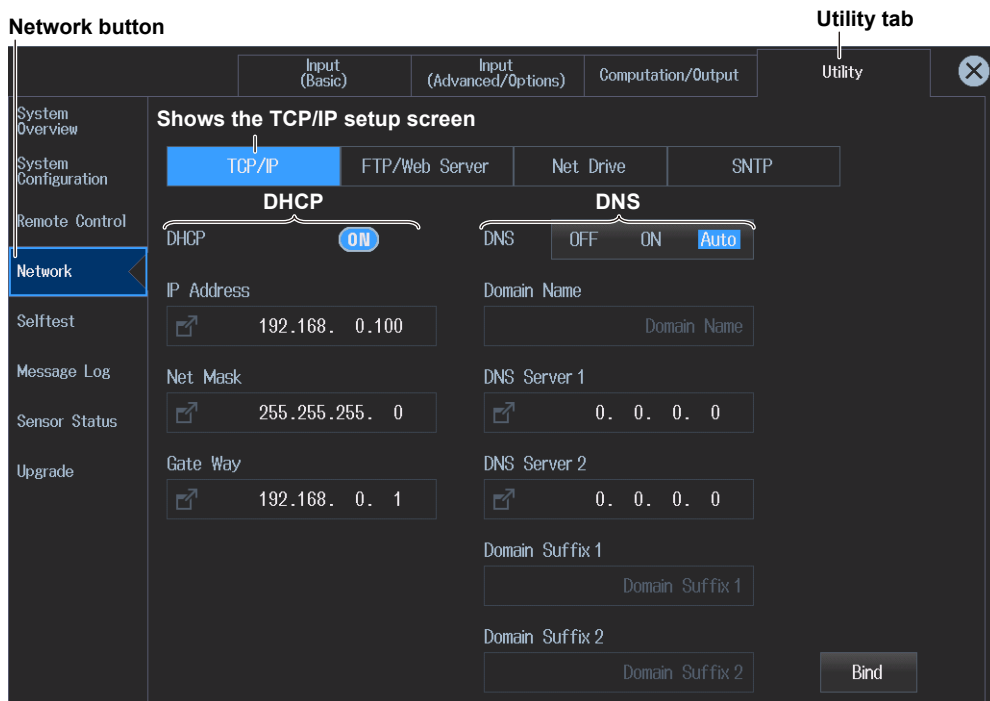 Network button
Utility tab
Input
(Basic)
Input
(Advanced/Options)
Computation/Output
Utility
System
Overview
Shows the TCP/IP setup screen
System
Configuration
TCP/IP
FTP/Web Server
Net Drive
SNTP
DHCP
DNS
Remote Control
DHCP
ON
DNS
OFF
ON
Auto
Network
IP Address
Domain Name
Selftest
192.168. 0.100
Domain Name
Message Log
Net Mask
DNS Server 1
Sensor Status
255.255.255. 0
0. 0. 0. 0
Upgrade
Gate Way
DNS Server 2
192.168. 0. 1
0. 0. 0. 0
Domain Suffix 1
Domain Suffix 1
Domain Suffix 2
Domain Suffix 2
Bind